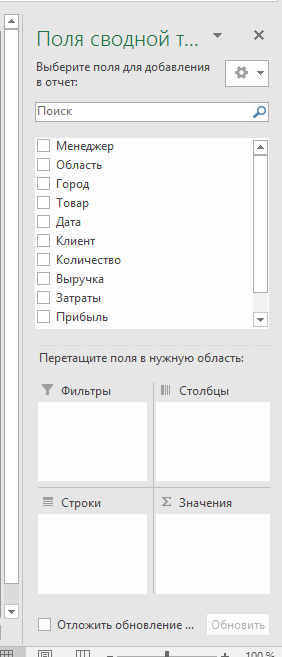 Поля сводной т...
Выберите поля для добавления
в отчет:
Поиск
Менеджер
Область
Город
Товар
Дата
Клиент
Количество
Выручка
Затраты
Прибыль
Перетащите поля в нужную область:
Фильтры
Столбцы
Строки
Σ Значения
Отложить обновление ...
Обновить
100 %